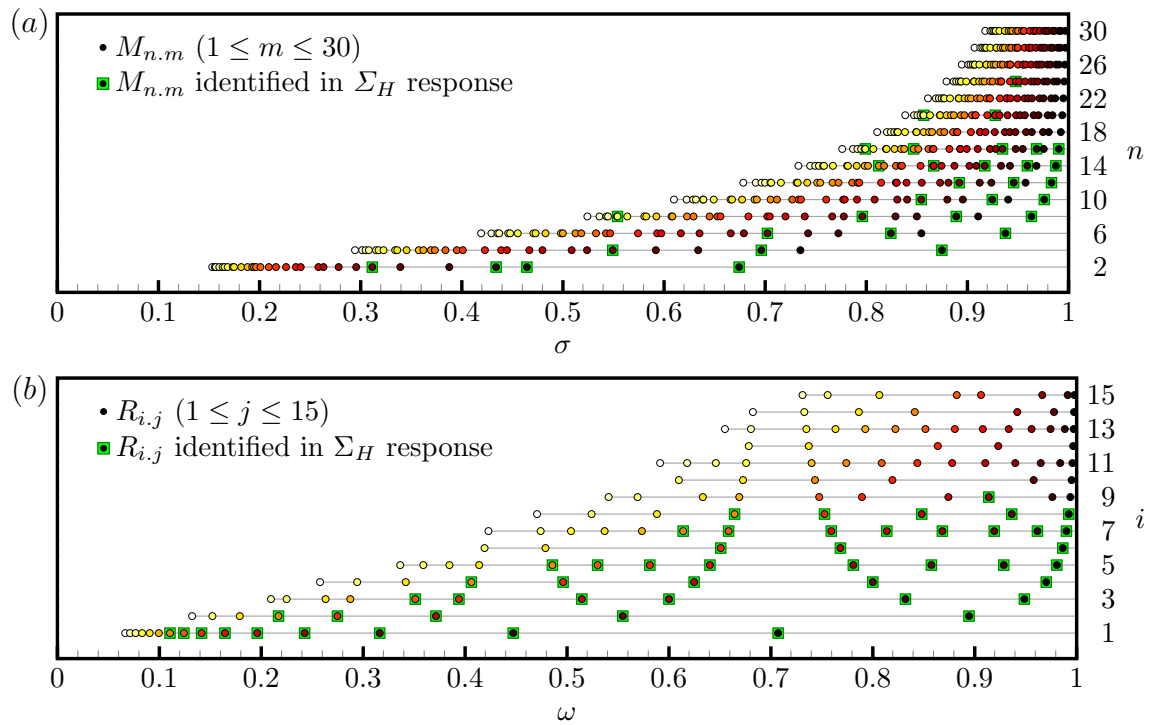 (a)
M_{n.m} (1 ≤ m ≤ 30)
M_{n.m} identified in Σ_H response
30
26
22
18
14
10
6
2
n
0 0.1 0.2 0.3 0.4 0.5 0.6 0.7 0.8 0.9 1
σ
(b)
R_{i.j} (1 ≤ j ≤ 15)
R_{i.j} identified in Σ_H response
15
13
11
9
7
5
3
1
i
0 0.1 0.2 0.3 0.4 0.5 0.6 0.7 0.8 0.9 1
ω